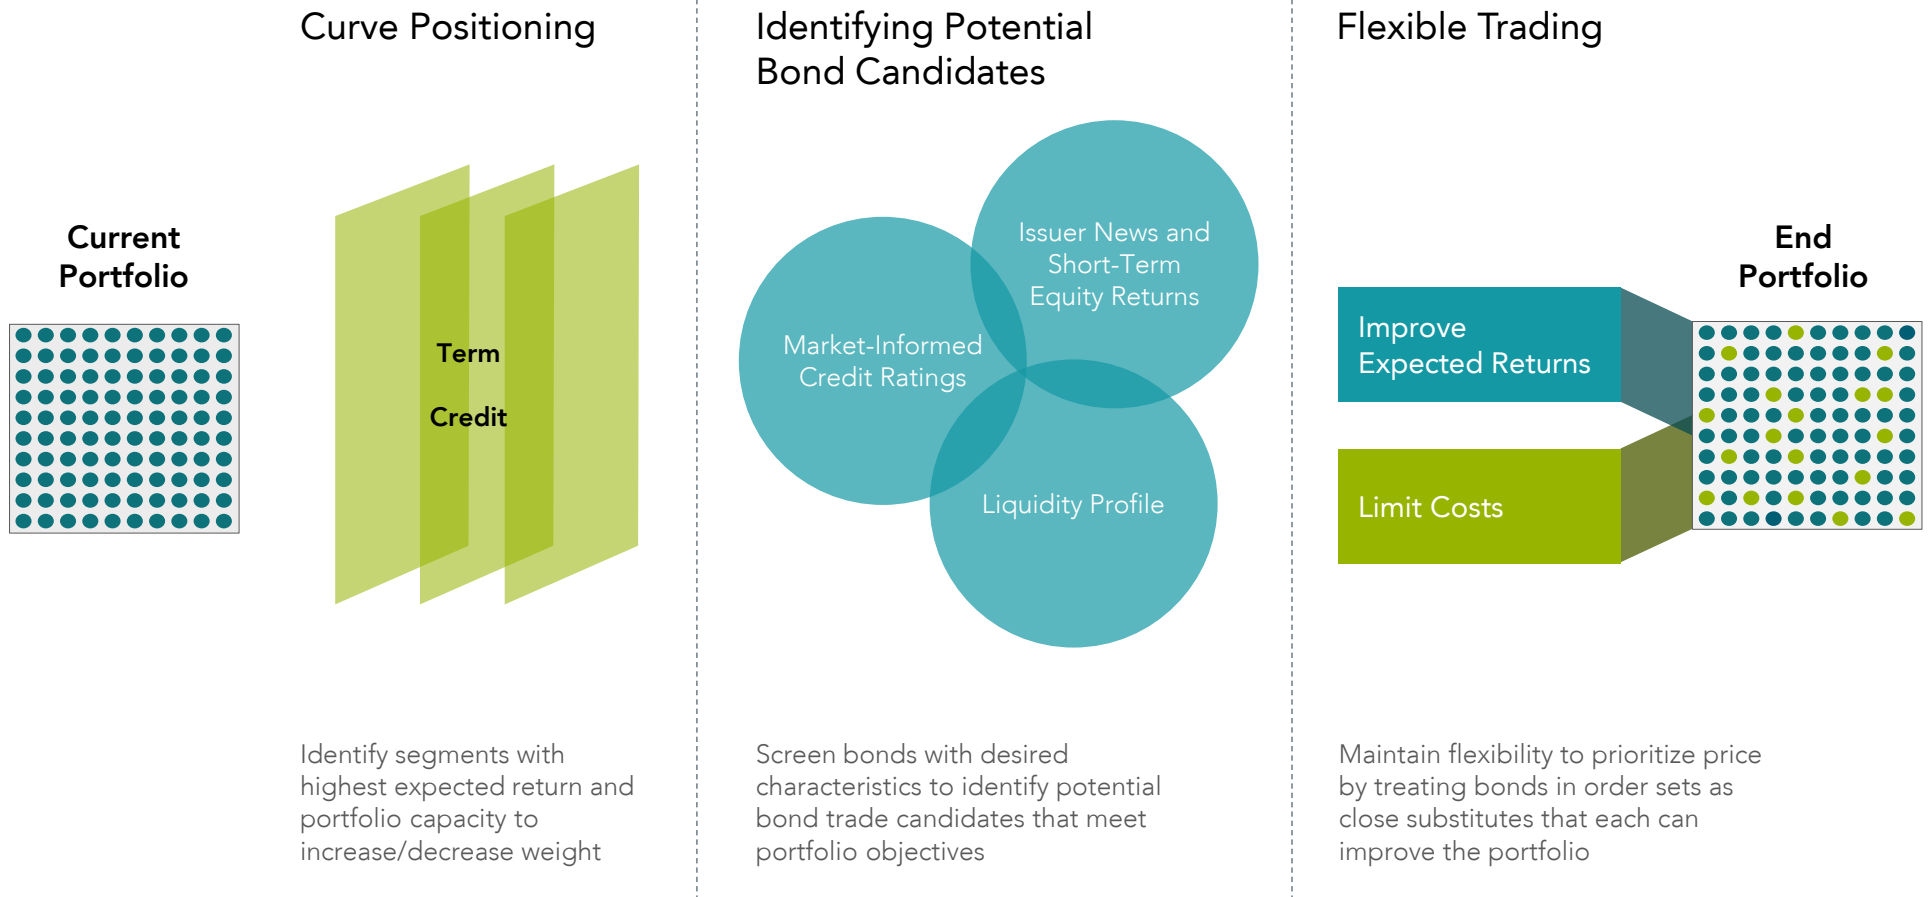 Current
Portfolio
Curve Positioning
Term
Credit
Identify segments with
highest expected return and
portfolio capacity to
increase/decrease weight
Identifying Potential
Bond Candidates
Issuer News and
Short-Term
Equity Returns
Market-Informed
Credit Ratings
Liquidity Profile
Screen bonds with desired
characteristics to identify potential
bond trade candidates that meet
portfolio objectives
Flexible Trading
Improve
Expected Returns
Limit Costs
End
Portfolio
Maintain flexibility to prioritize price
by treating bonds in order sets as
close substitutes that each can
improve the portfolio